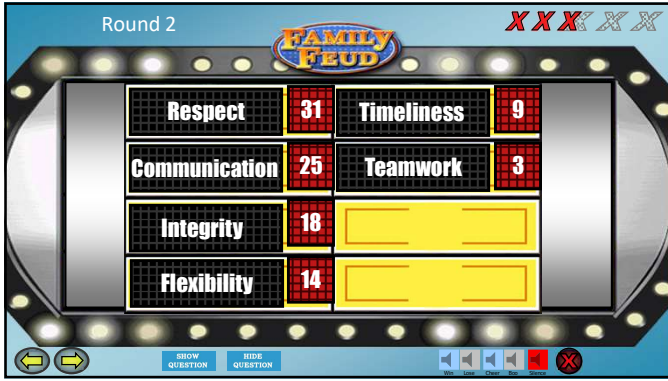 Round 2
X X X X X X
FAMILY
FEUD
Respect 31
Timeliness 9
Communication 25
Teamwork 3
Integrity 18
Flexibility 14
SHOW
QUESTION
HIDE
QUESTION
Win Lose Cheer Boo Silence
X